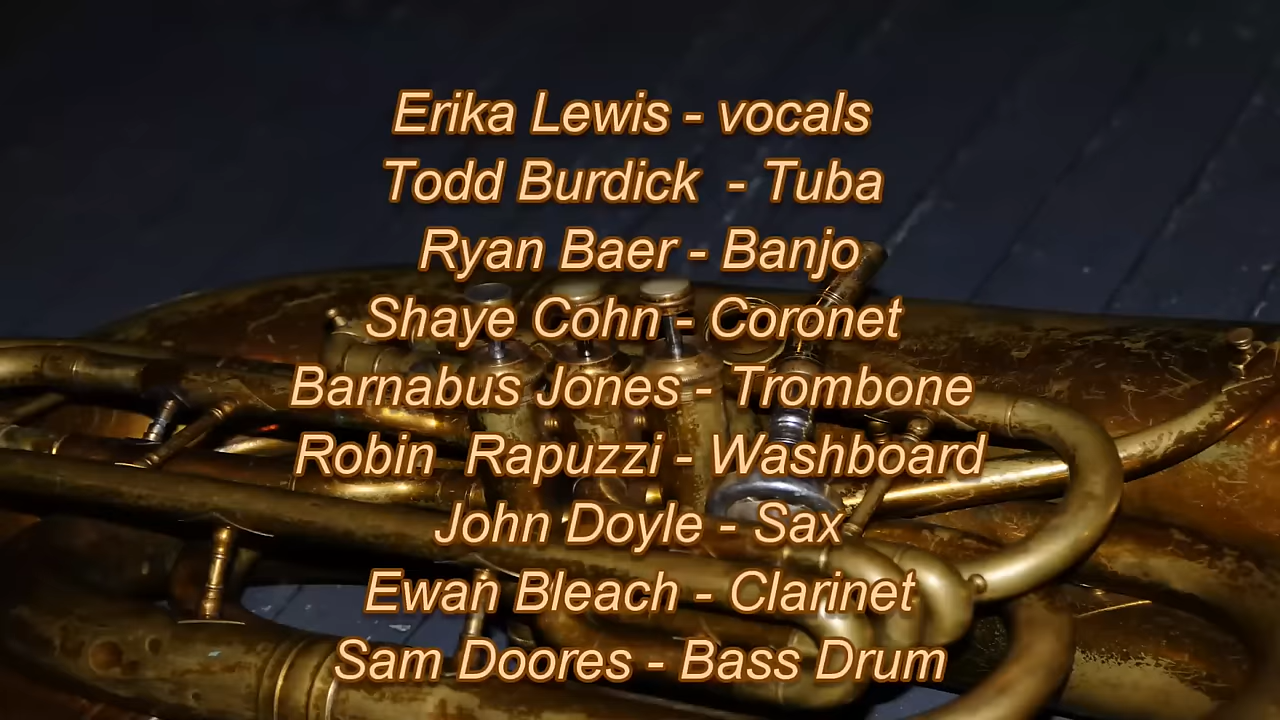 Erika Lewis - vocals
Todd Burdick  - Tuba
Ryan Baer - Banjo
Shaye Cohn - Coronet
Barnabus Jones - Trombone
Robin  Rapuzzi - Washboard
John Doyle - Sax
Ewan Bleach - Clarinet
Sam Doores - Bass Drum